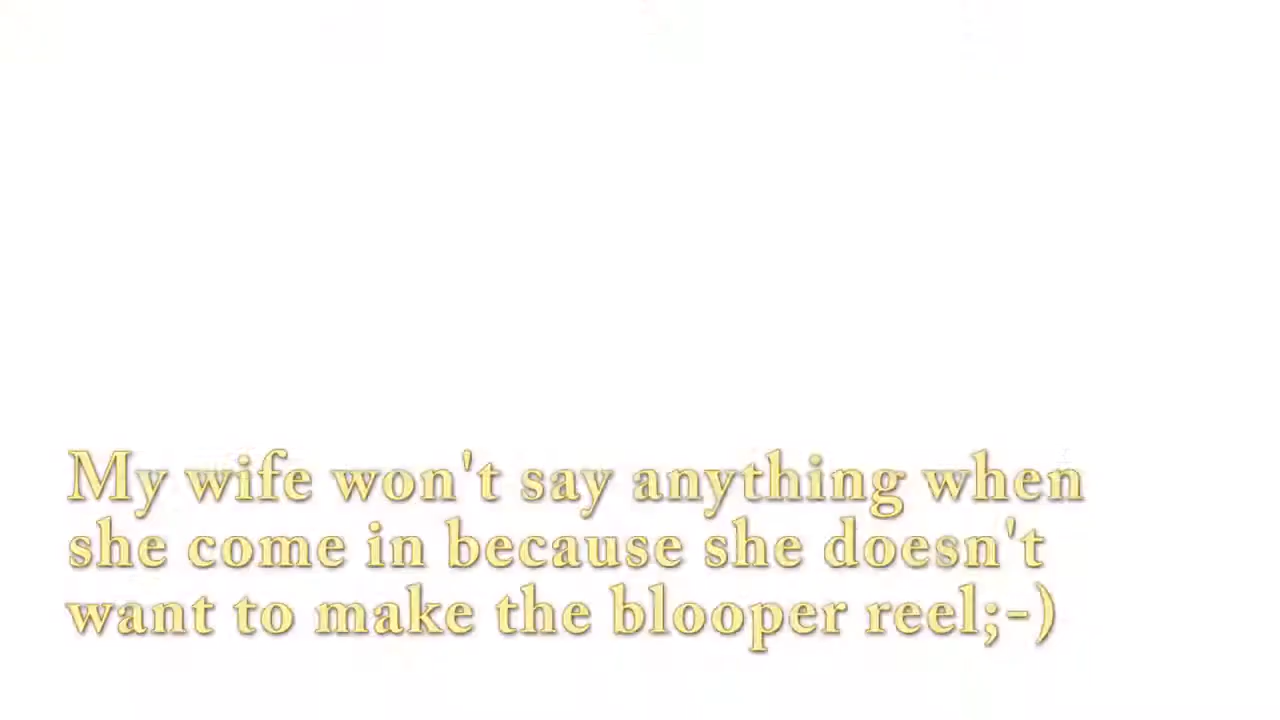 My wife won't say anything when
she come in because she doesn't
want to make the blooper reel;-)